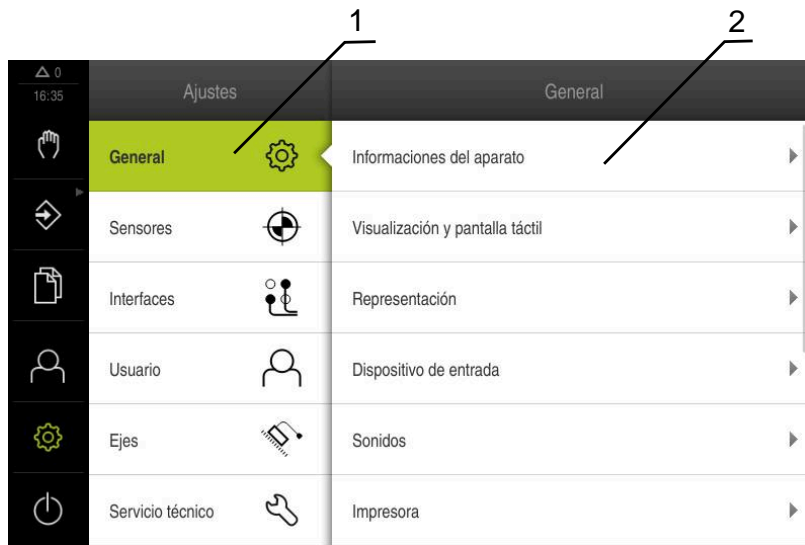 1
2
0
16:35
Ajustes
General
General
Informaciones del aparato
Sensores
Visualización y pantalla táctil
Interfaces
Representación
Usuario
Dispositivo de entrada
Ejes
Sonidos
Servicio técnico
Impresora